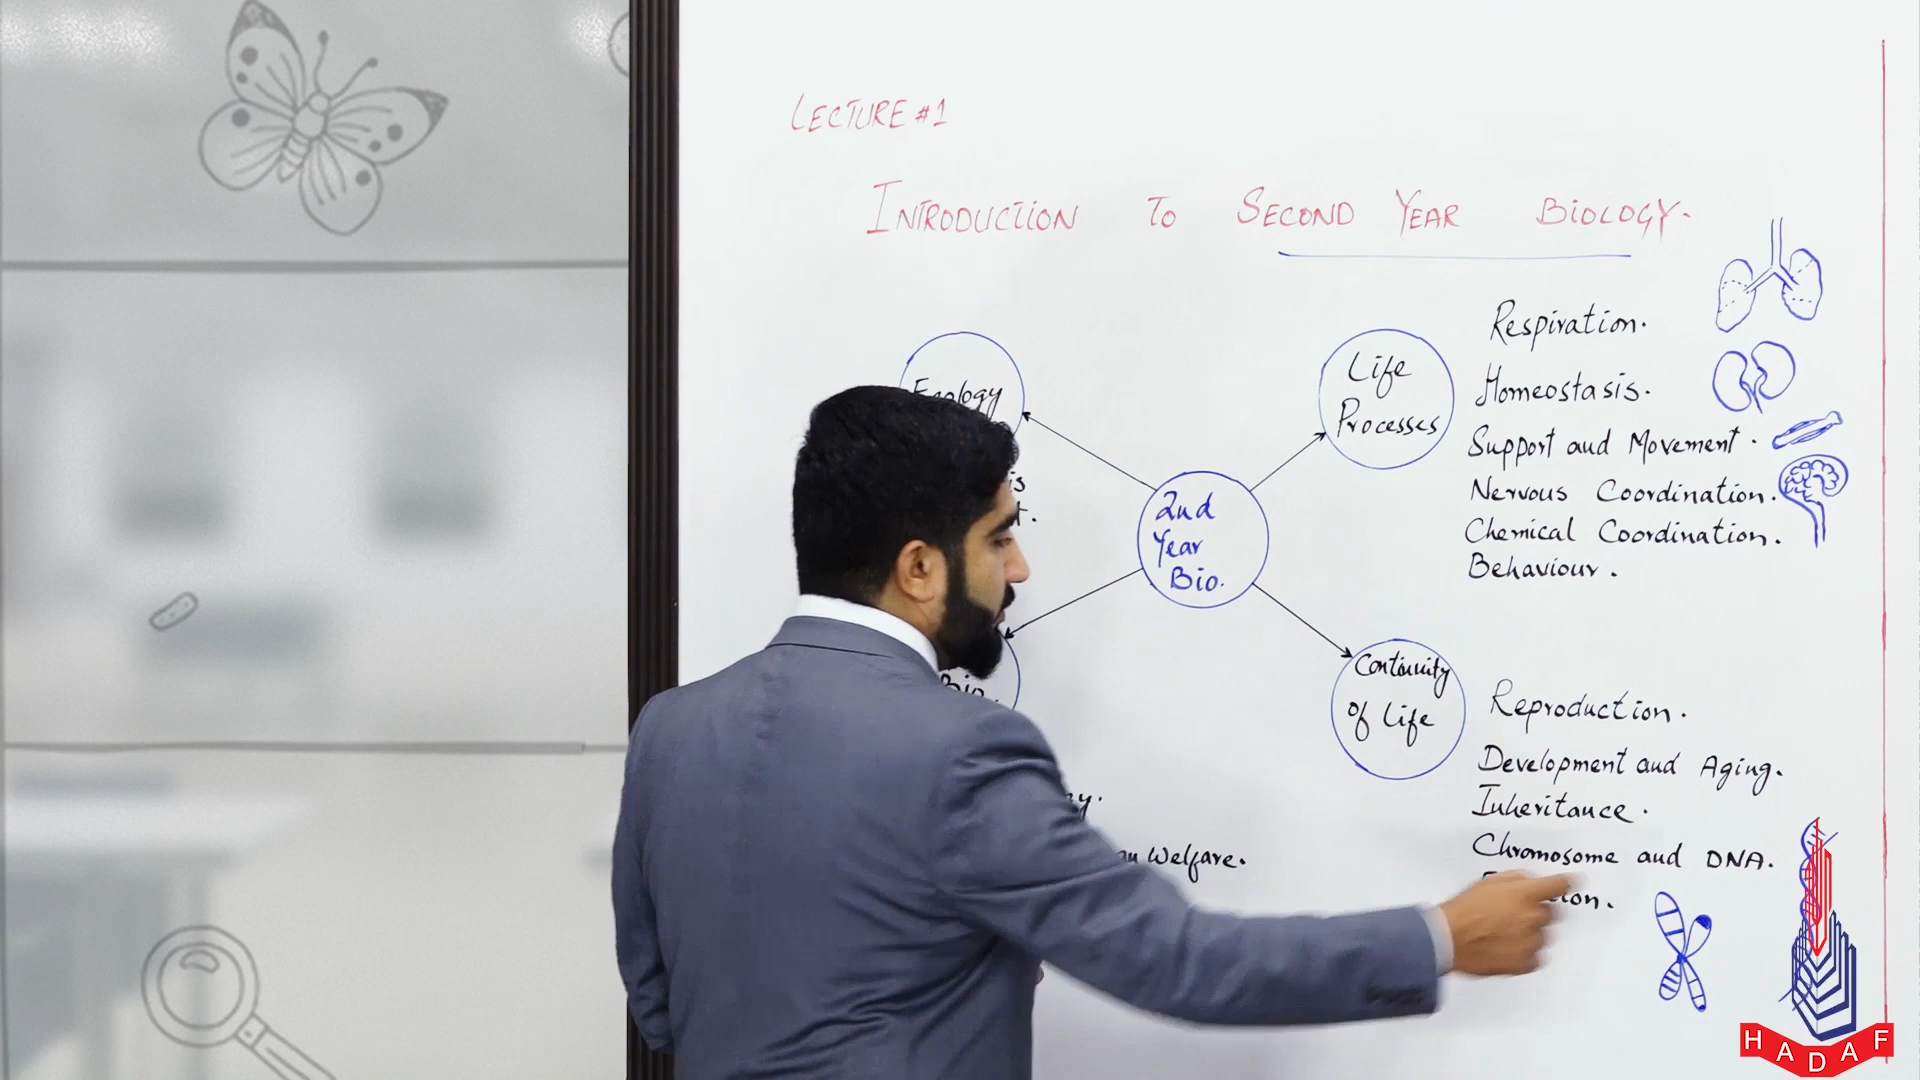 LECTURE #1
INTRODUCTION TO SECOND YEAR BIOLOGY.
Ecology
Life
Processes
Respiration.
Homeostasis.
Support and Movement.
Nervous Coordination.
Chemical Coordination.
Behaviour.
2nd
Year
Bio.
Bio
Continuity
of Life
Reproduction.
Development and Aging.
Inheritance.
Chromosome and DNA.
Welfare.
HADAF